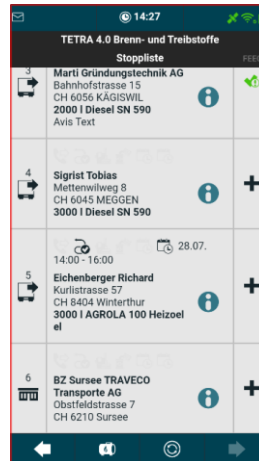 14:27
TETRA 4.0 Brenn- und Treibstoffe
Stoppliste
FEE
3
Marti Gründungstechnik AG
Bahnhofstrasse 15
CH 6056 KÄGISWIL
2000 l Diesel SN 590
Avis Text
4
Sigrist Tobias
Mettenwilweg 8
CH 6045 MEGGEN
3000 l Diesel SN 590
28.07.
14:00 - 16:00
5
Eichenberger Richard
Kurlistrasse 57
CH 8404 Winterthur
3000 l AGROLA 100 Heizoel
el
6
BZ Sursee TRAVECO
Transporte AG
Obstfeldstrasse 7
CH 6210 Sursee